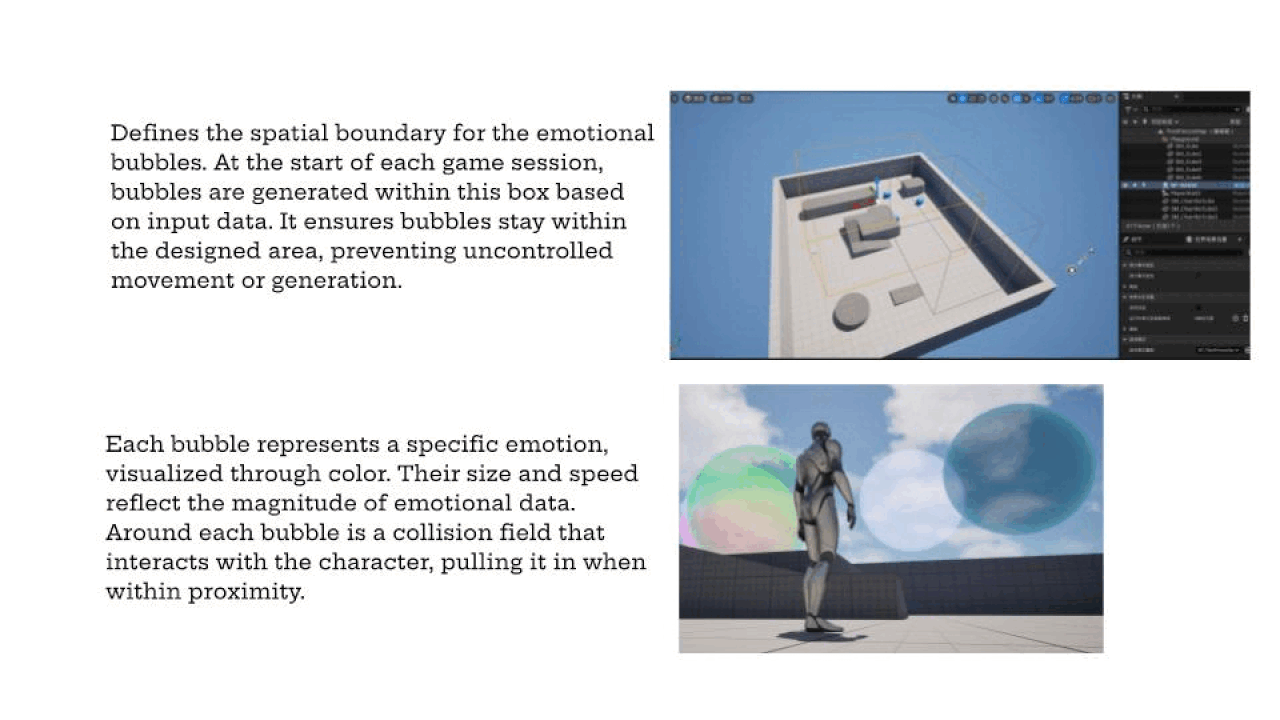 Defines the spatial boundary for the emotional
bubbles. At the start of each game session,
bubbles are generated within this box based
on input data. It ensures bubbles stay within
the designed area, preventing uncontrolled
movement or generation.
Each bubble represents a specific emotion,
visualized through color. Their size and speed
reflect the magnitude of emotional data.
Around each bubble is a collision field that
interacts with the character, pulling it in when
within proximity.